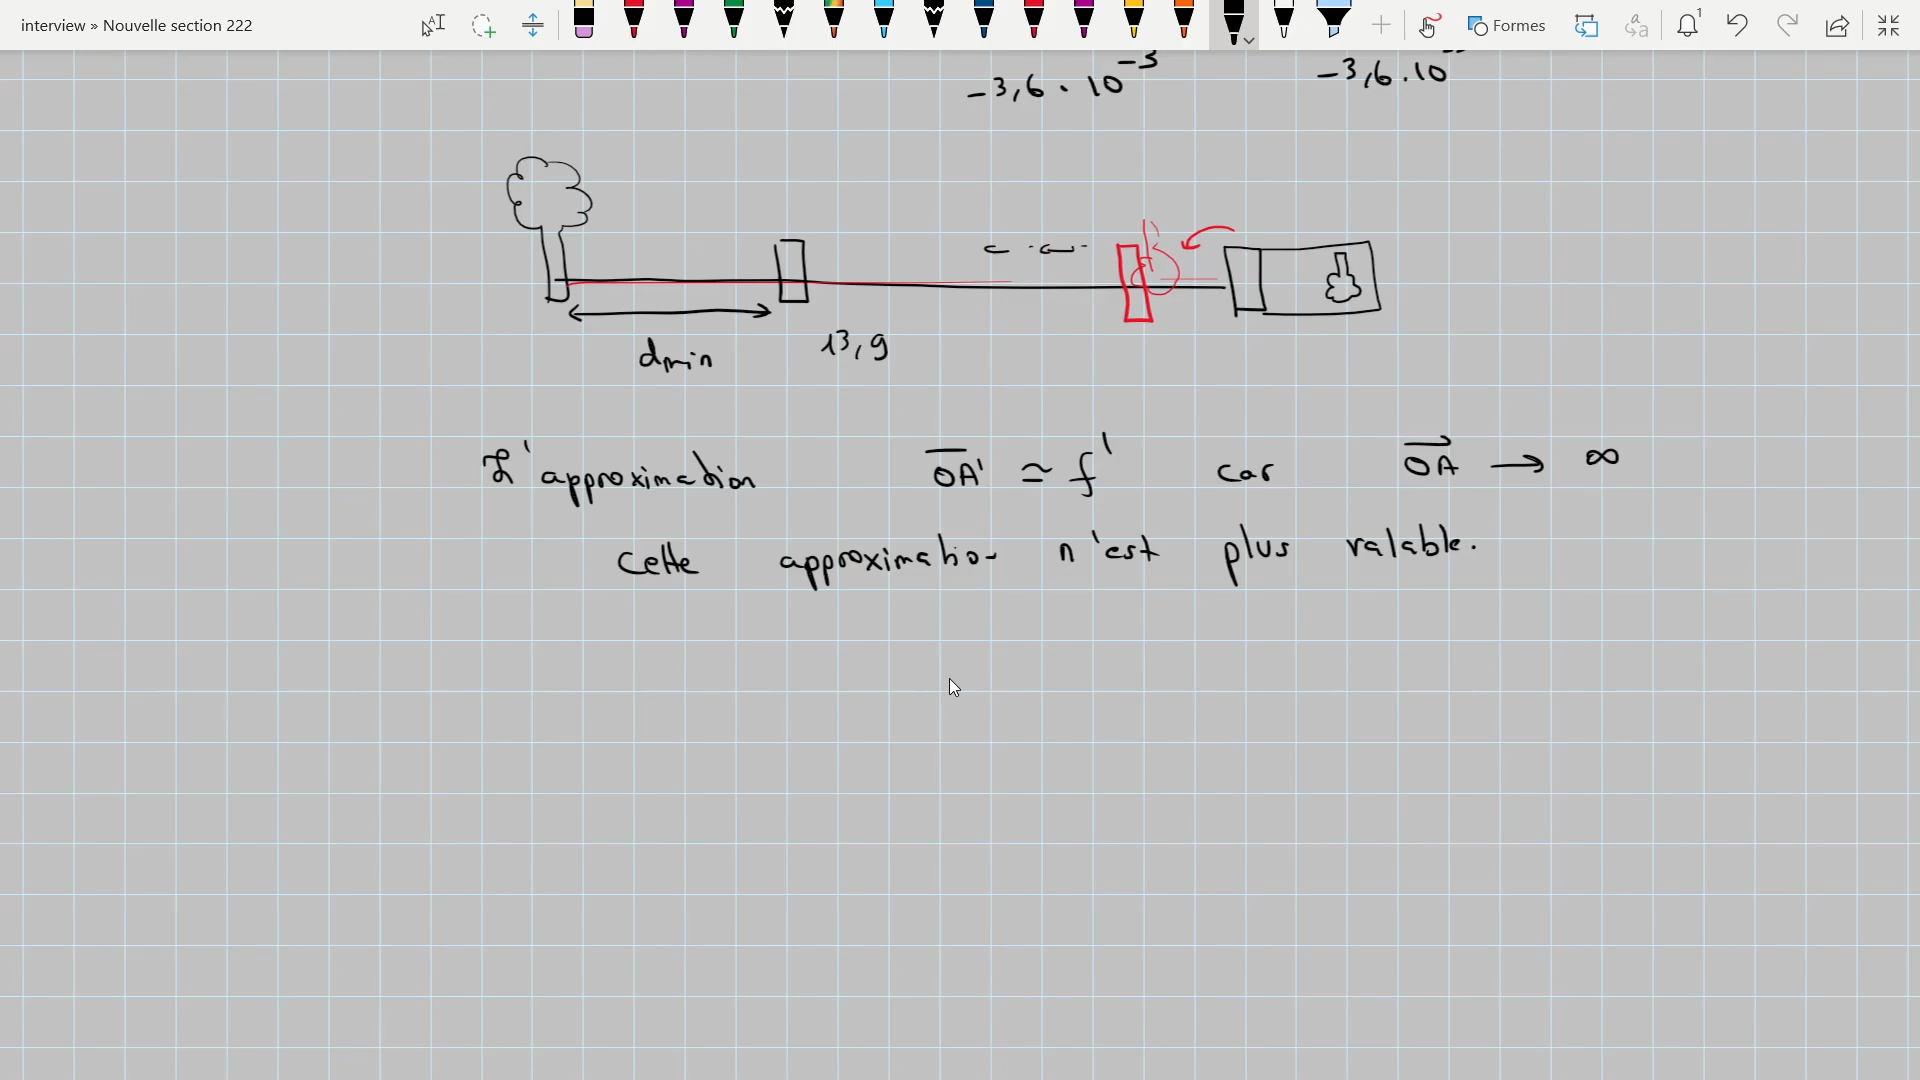 interview » Nouvelle section 222
Formes
1
-3,6 · 10^-3
-3,6 . 10
dmin
13,9
L'approximation OA' ≃ f' car OA → ∞
Cette approximation n'est plus valable.